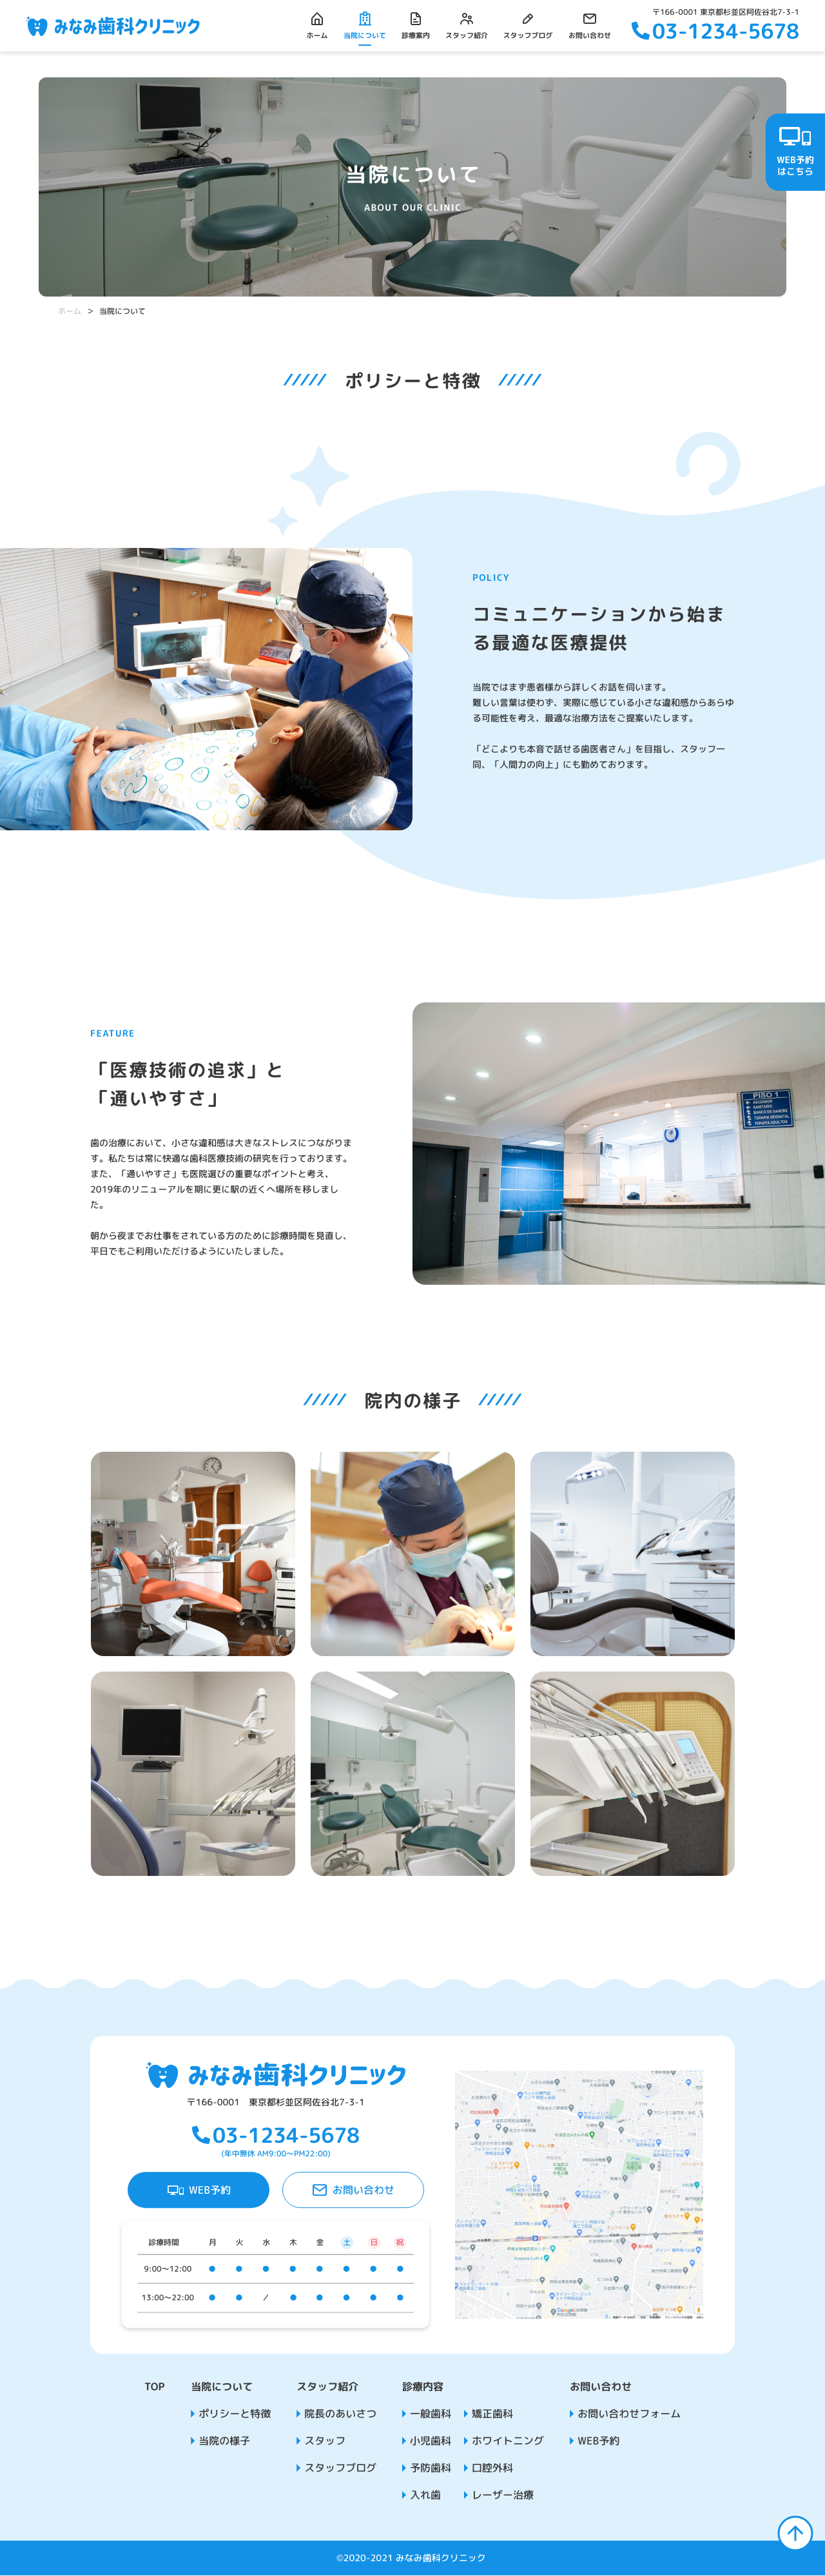 みなみ歯科クリニック
ホーム
当院について
診療案内
スタッフ紹介
スタッフブログ
お問い合わせ
〒166-0001 東京都杉並区阿佐谷北7-3-1
03-1234-5678
WEB予約
はこちら
当院について
ABOUT OUR CLINIC
ホーム > 当院について
ポリシーと特徴
POLICY
コミュニケーションから始ま
る最適な医療提供
当院ではまず患者様から詳しくお話を伺います。
難しい言葉は使わず、実際に感じている小さな違和感からあらゆ
る可能性を考え、最適な治療方法をご提案いたします。
「どこよりも本音で話せる歯医者さん」を目指し、スタッフ一
同、「人間力の向上」にも勤めております。
FEATURE
「医療技術の追求」と
「通いやすさ」
歯の治療において、小さな違和感は大きなストレスにつながりま
す。私たちは常に快適な歯科医療技術の研究を行っております。
また、「通いやすさ」も医院選びの重要なポイントと考え、
2019年のリニューアルを期に更に駅の近くへ場所を移しまし
た。
朝から夜までお仕事をされている方のために診療時間を見直し、
平日でもご利用いただけるようにいたしました。
PISO 1
院内の様子
みなみ歯科クリニック
〒166-0001 東京都杉並区阿佐谷北7-3-1
03-1234-5678
(年中無休 AM9:00〜PM22:00)
WEB予約
お問い合わせ
診療時間 月 火 水 木 金 土 日 祝
9:00〜12:00 ● ● ● ● ● ● ● ●
13:00〜22:00 ● ● / ● ● ● ● ●
TOP
当院について
ポリシーと特徴
当院の様子
スタッフ紹介
院長のあいさつ
スタッフ
スタッフブログ
診療内容
一般歯科
小児歯科
予防歯科
入れ歯
矯正歯科
ホワイトニング
口腔外科
レーザー治療
お問い合わせ
お問い合わせフォーム
WEB予約
©2020-2021 みなみ歯科クリニック